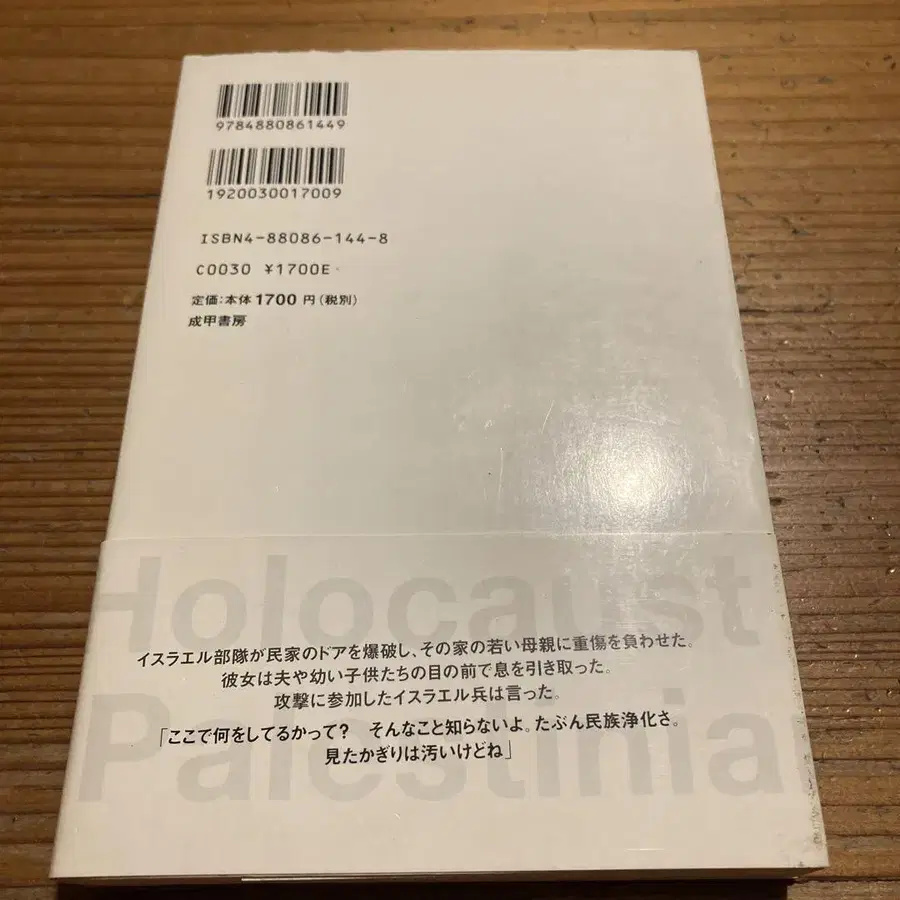 9784880861449
1920030017009
ISBN4-88086-144-8
C0030 ¥1700E
定価：本体1700円（税別）
成甲書房
Holocaust
イスラエル部隊が民家のドアを爆破し、その家の若い母親に重傷を負わせた。
彼女は夫や幼い子供たちの目の前で息を引き取った。
攻撃に参加したイスラエル兵は言った。
「ここで何をしてるかって？　そんなこと知らないよ。たぶん民族浄化さ。
見たかぎりは汚いけどね」
Palestinia